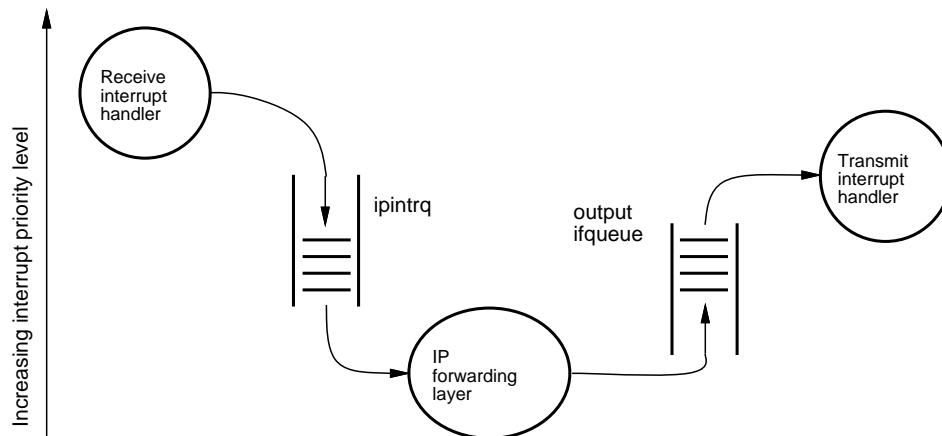 Increasing interrupt priority level
Receive
interrupt
handler
ipintrq
output
ifqueue
Transmit
interrupt
handler
IP
forwarding
layer